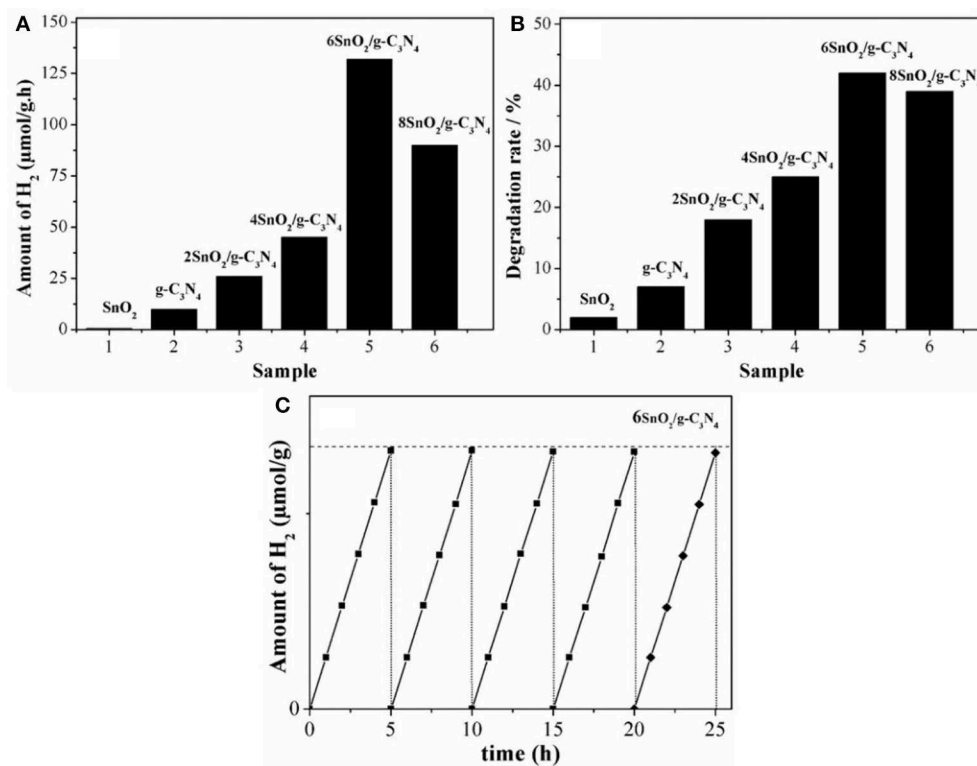 A
Amount of H₂ (μmol/g.h)
150
125
100
75
50
25
0
SnO₂
g-C₃N₄
2SnO₂/g-C₃N₄
4SnO₂/g-C₃N₄
6SnO₂/g-C₃N₄
8SnO₂/g-C₃N₄
1 2 3 4 5 6
Sample
B
Degradation rate / %
50
40
30
20
10
0
SnO₂
g-C₃N₄
2SnO₂/g-C₃N₄
4SnO₂/g-C₃N₄
6SnO₂/g-C₃N₄
8SnO₂/g-C₃N
1 2 3 4 5 6
Sample
C
Amount of H₂ (μmol/g)
6SnO₂/g-C₃N₄
0
0 5 10 15 20 25
time (h)